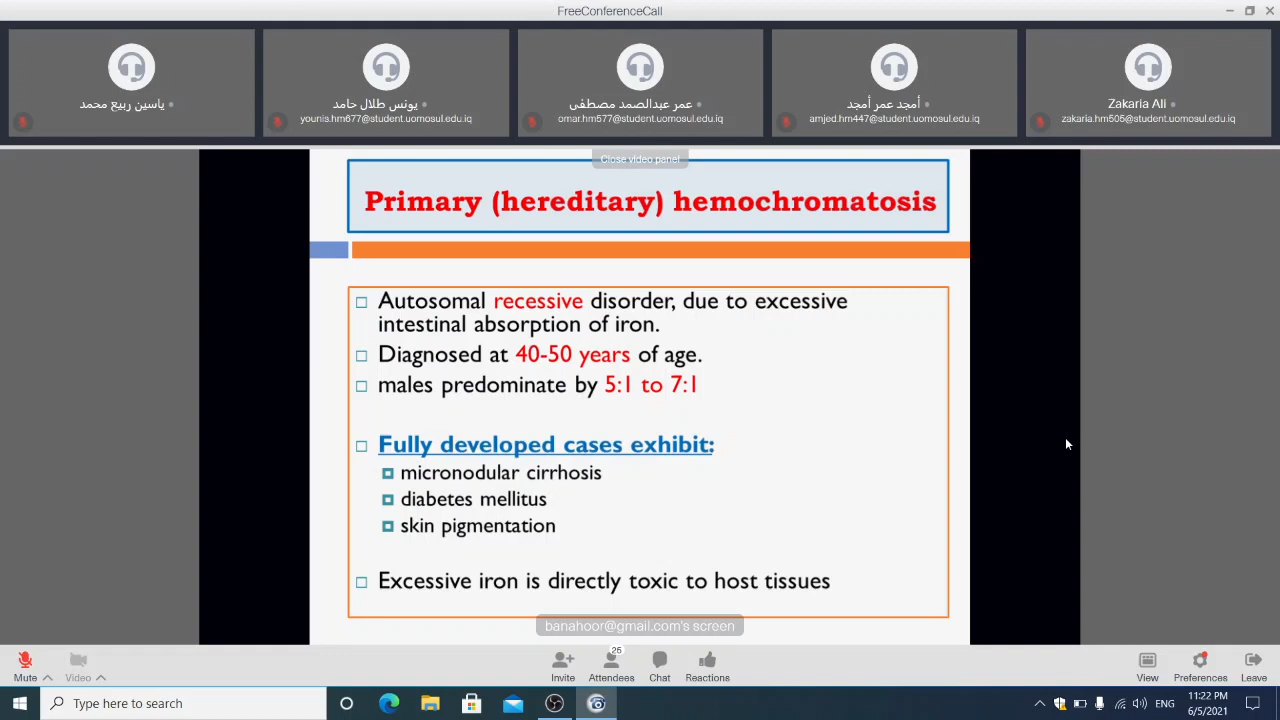 FreeConferenceCall
ياسين ربيع محمد
يونس طلال حامد
younis.hm677@student.uomosul.edu.iq
عمر عبدالصمد مصطفى
omar.hm577@student.uomosul.edu.iq
أمجد عمر أمجد
amjed.hm447@student.uomosul.edu.iq
Zakaria Ali
zakaria.hm505@student.uomosul.edu.iq
Close video panel
Primary (hereditary) hemochromatosis
Autosomal recessive disorder, due to excessive
intestinal absorption of iron.
Diagnosed at 40-50 years of age.
males predominate by 5:1 to 7:1
Fully developed cases exhibit:
micronodular cirrhosis
diabetes mellitus
skin pigmentation
Excessive iron is directly toxic to host tissues
banahoor@gmail.com's screen
Mute
Video
Invite
25
Attendees
Chat
Reactions
View
Preferences
Leave
Type here to search
ENG
11:22 PM
6/5/2021